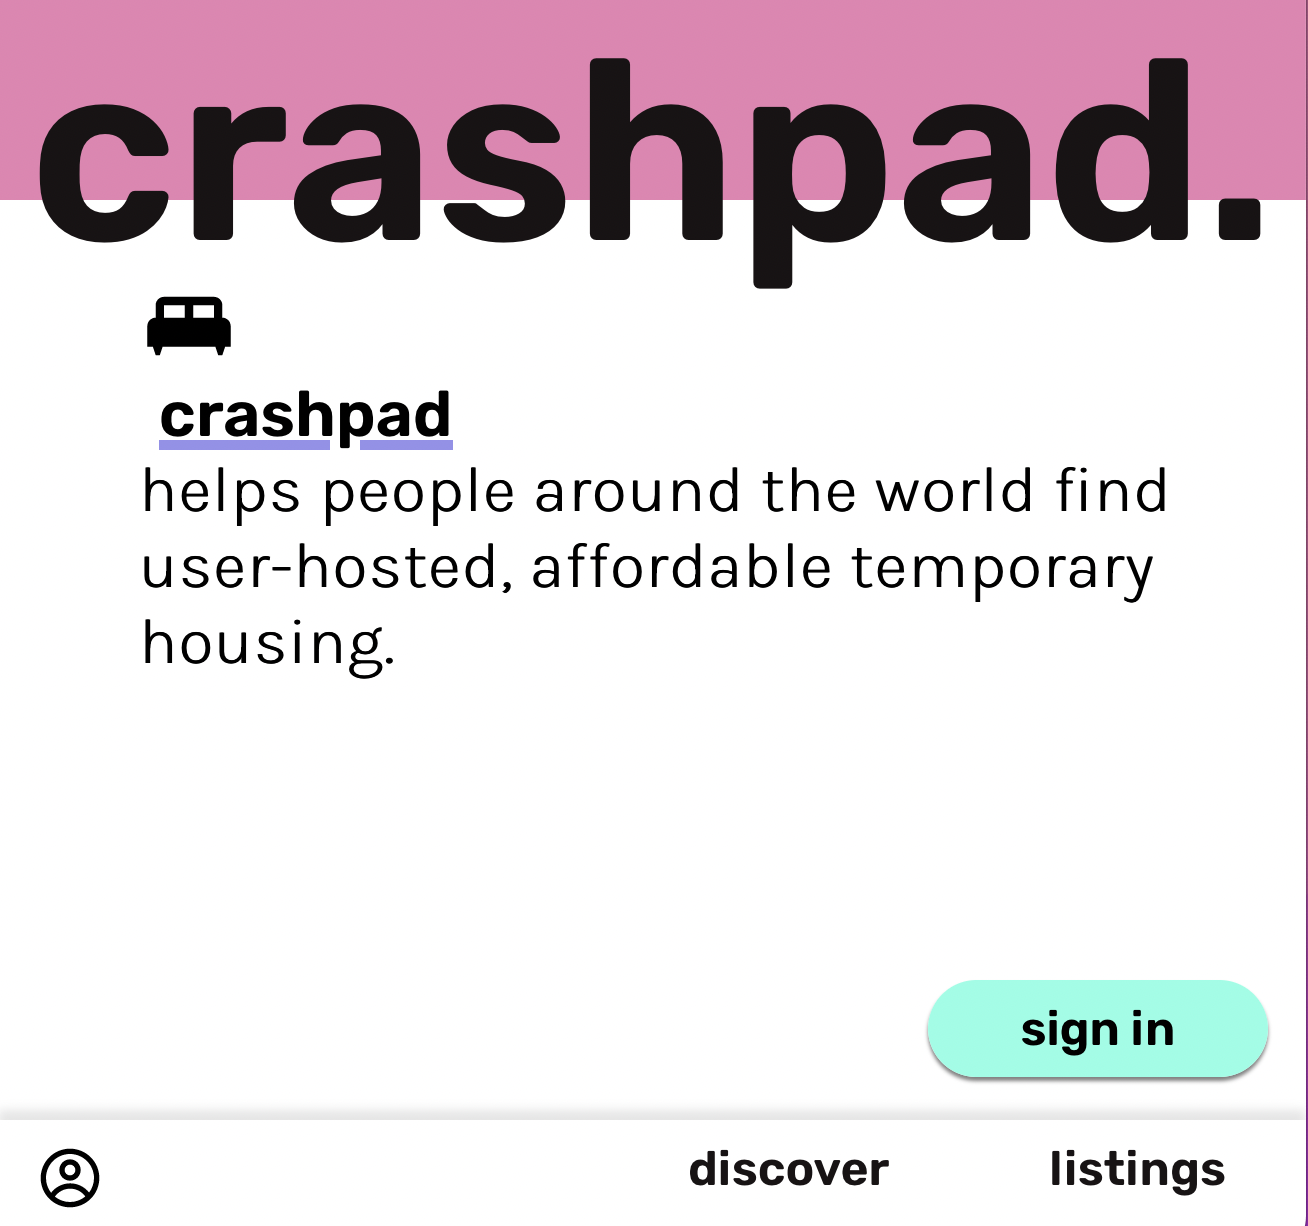 crashpad.
crashpad
helps people around the world find
user-hosted, affordable temporary
housing.
sign in
discover
listings